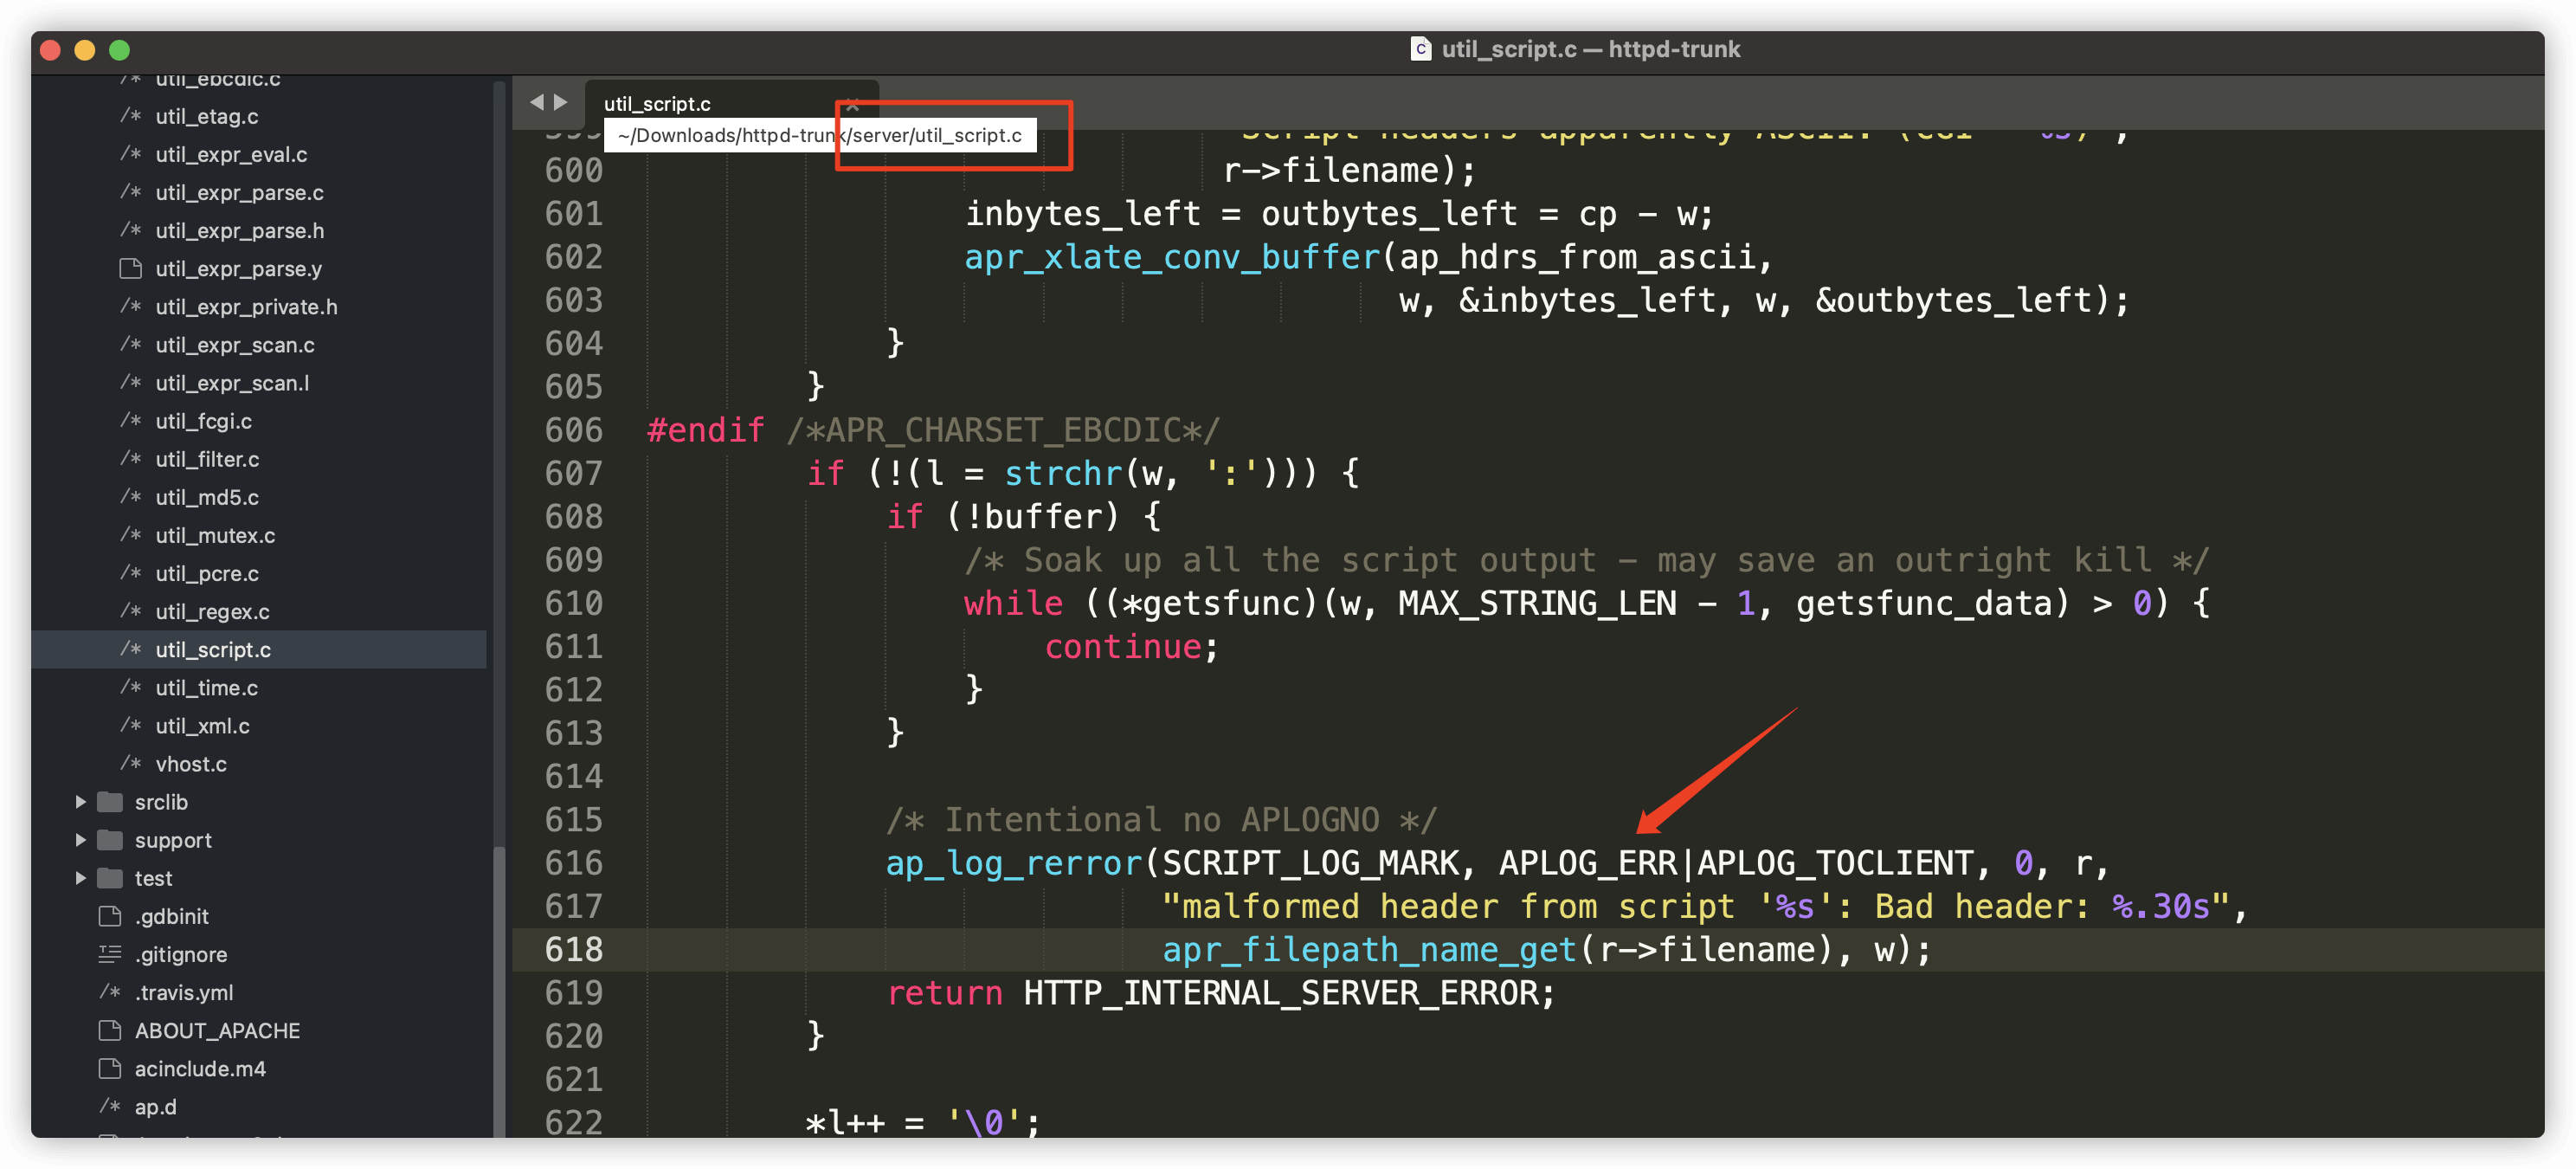 util_script.c — httpd-trunk
util_ebcdic.c
util_etag.c
util_expr_eval.c
util_expr_parse.c
util_expr_parse.h
util_expr_parse.y
util_expr_private.h
util_expr_scan.c
util_expr_scan.l
util_fcgi.c
util_filter.c
util_md5.c
util_mutex.c
util_pcre.c
util_regex.c
util_script.c
util_time.c
util_xml.c
vhost.c
srclib
support
test
.gdbinit
.gitignore
.travis.yml
ABOUT_APACHE
acinclude.m4
ap.d
util_script.c
~/Downloads/httpd-trunk/server/util_script.c
599 "Script headers apparently ASCII: (CGI = %s)",
600 r->filename);
601 inbytes_left = outbytes_left = cp - w;
602 apr_xlate_conv_buffer(ap_hdrs_from_ascii,
603 w, &inbytes_left, w, &outbytes_left);
604 }
605 }
606 #endif /*APR_CHARSET_EBCDIC*/
607 if (!(l = strchr(w, ':'))) {
608 if (!buffer) {
609 /* Soak up all the script output - may save an outright kill */
610 while ((*getsfunc)(w, MAX_STRING_LEN - 1, getsfunc_data) > 0) {
611 continue;
612 }
613 }
614
615 /* Intentional no APLOGNO */
616 ap_log_rerror(SCRIPT_LOG_MARK, APLOG_ERR|APLOG_TOCLIENT, 0, r,
617 "malformed header from script '%s': Bad header: %.30s",
618 apr_filepath_name_get(r->filename), w);
619 return HTTP_INTERNAL_SERVER_ERROR;
620 }
621
622 *l++ = '\0';